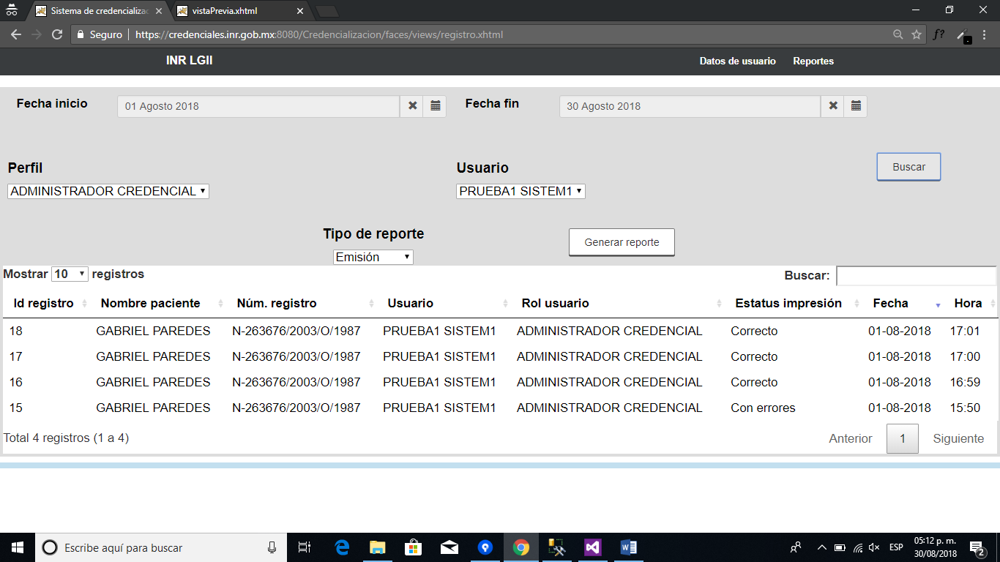 Sistema de credencializac
vistaPrevia.xhtml
Seguro
https://credenciales.inr.gob.mx:8080/Credencializacion/faces/views/registro.xhtml
f?
INR LGII
Datos de usuario Reportes
Fecha inicio 01 Agosto 2018 Fecha fin 30 Agosto 2018
Perfil Usuario Buscar
ADMINISTRADOR CREDENCIAL PRUEBA1 SISTEM1
Tipo de reporte Generar reporte
Emisión
Mostrar 10 registros Buscar:
Id registro Nombre paciente Núm. registro Usuario Rol usuario Estatus impresión Fecha Hora
18 GABRIEL PAREDES N-263676/2003/O/1987 PRUEBA1 SISTEM1 ADMINISTRADOR CREDENCIAL Correcto 01-08-2018 17:01
17 GABRIEL PAREDES N-263676/2003/O/1987 PRUEBA1 SISTEM1 ADMINISTRADOR CREDENCIAL Correcto 01-08-2018 17:00
16 GABRIEL PAREDES N-263676/2003/O/1987 PRUEBA1 SISTEM1 ADMINISTRADOR CREDENCIAL Correcto 01-08-2018 16:59
15 GABRIEL PAREDES N-263676/2003/O/1987 PRUEBA1 SISTEM1 ADMINISTRADOR CREDENCIAL Con errores 01-08-2018 15:50
Total 4 registros (1 a 4) Anterior 1 Siguiente
Escribe aquí para buscar
ESP
05:12 p. m.
30/08/2018
2